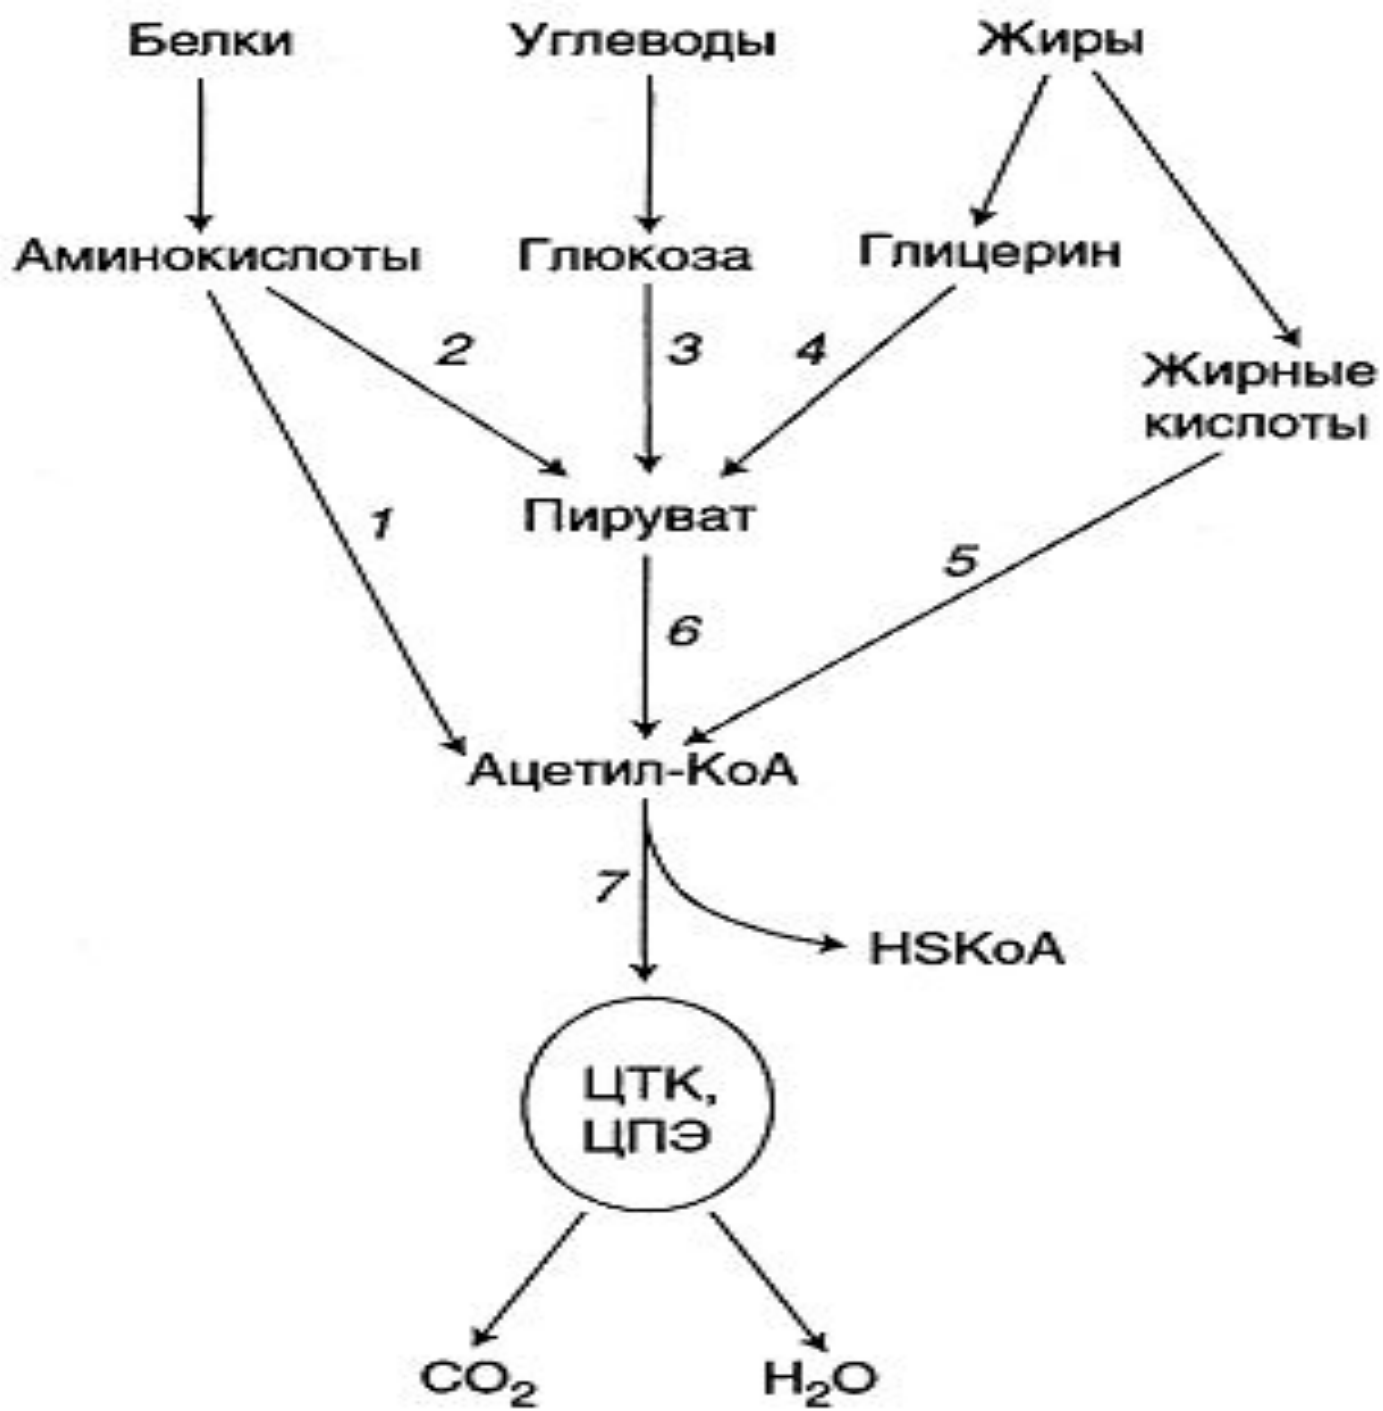 Белки
Углеводы
Жиры
Аминокислоты
Глюкоза
Глицерин
2
3
4
Жирные
кислоты
1
Пируват
5
6
Ацетил-КоА
7
HSКоА
ЦТК,
ЦПЭ
CO₂
H₂O